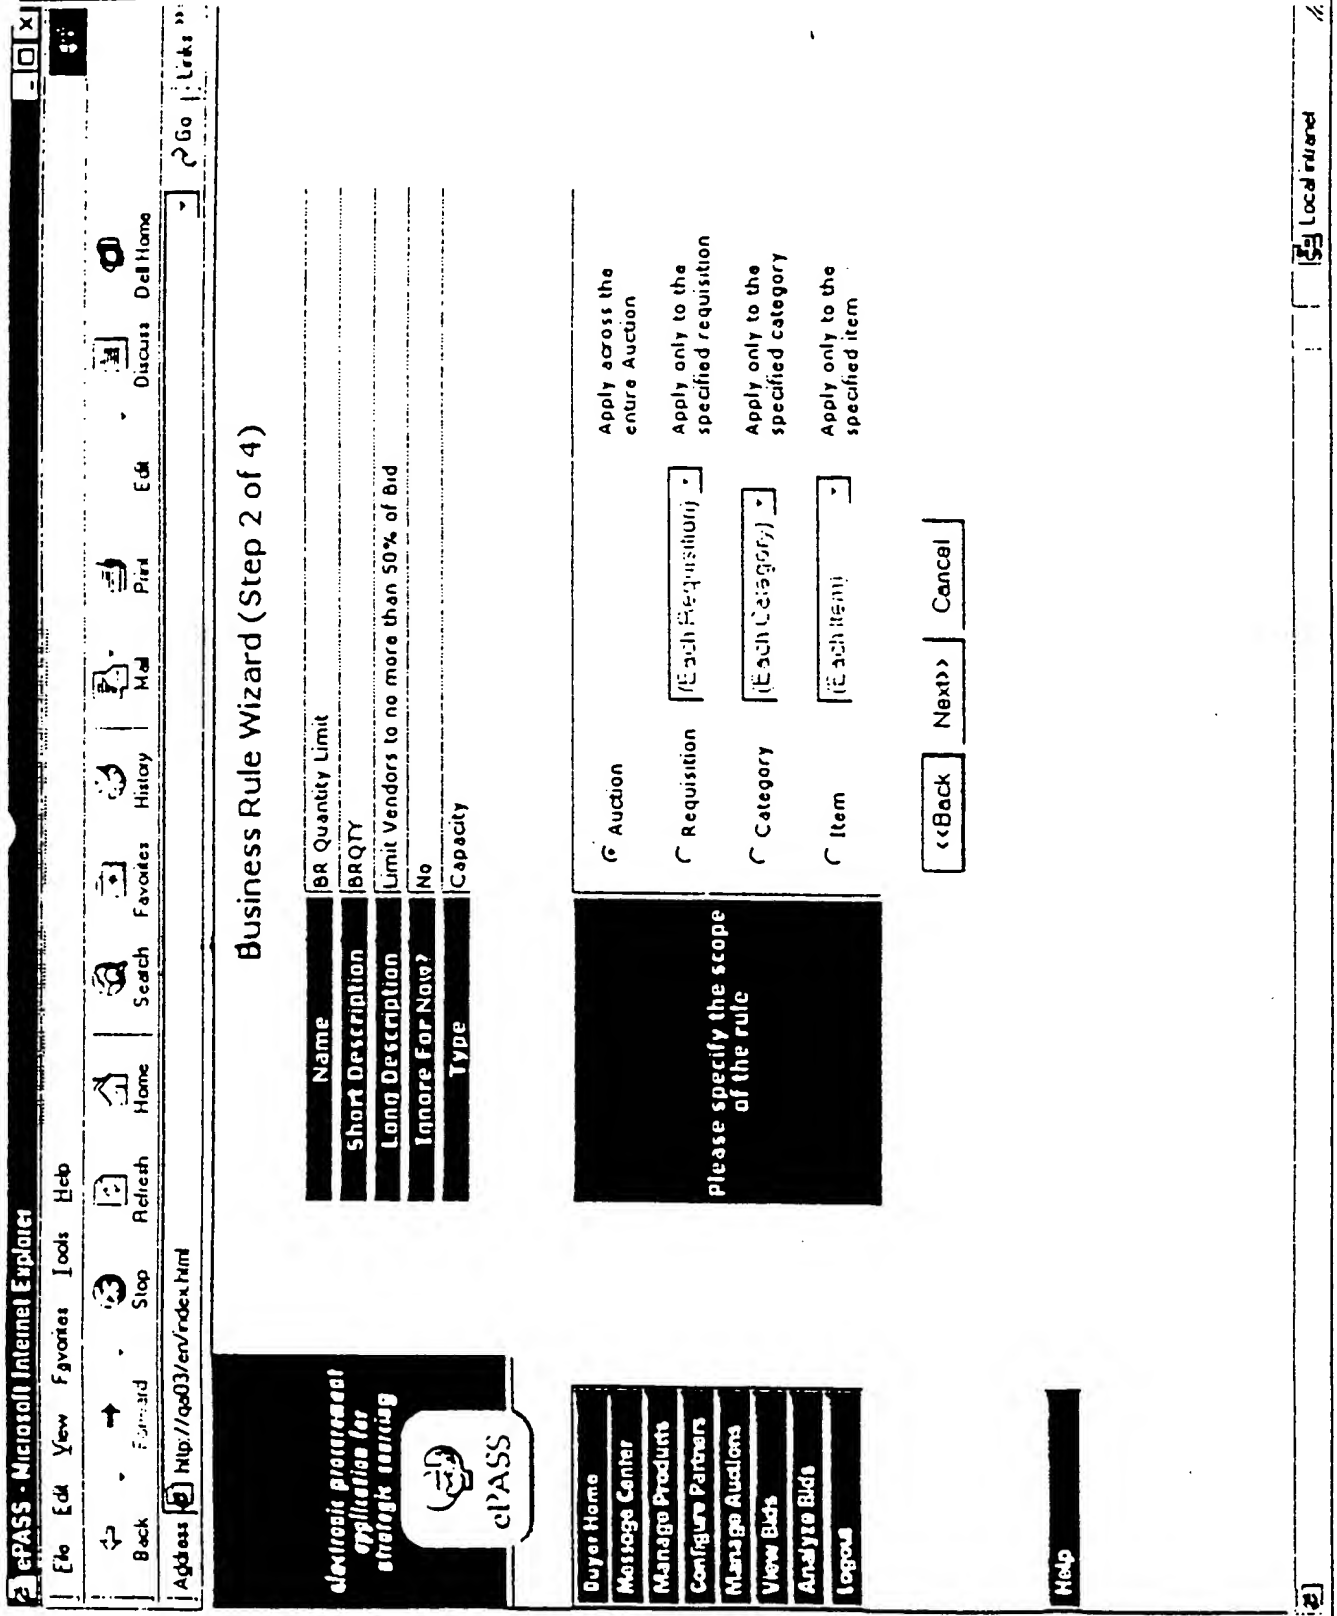 ePASS - Microsoft Internet Explorer
File Edit View Favorites Tools Help
Back Forward Stop Refresh Home Search Favorites History Mail Print Edit Discuss Dell Home
Address http://qa03/en/index.html Go Links »
electronic procurement
application for
strategic sourcing
ePASS
Buyer Home
Message Center
Manage Products
Configure Partners
Manage Auctions
View Bids
Analyze Bids
Logout
Help
Business Rule Wizard (Step 2 of 4)
Name BR Quantity Limit
Short Description BRQTY
Long Description Limit Vendors to no more than 50% of Bid
Ignore For Now? No
Type Capacity
Please specify the scope
of the rule
Auction Apply across the
entire Auction
Requisition (Each Requisition) Apply only to the
specified requisition
Category (Each Category) Apply only to the
specified category
Item (Each Item) Apply only to the
specified item
<<Back Next>> Cancel
Local intranet